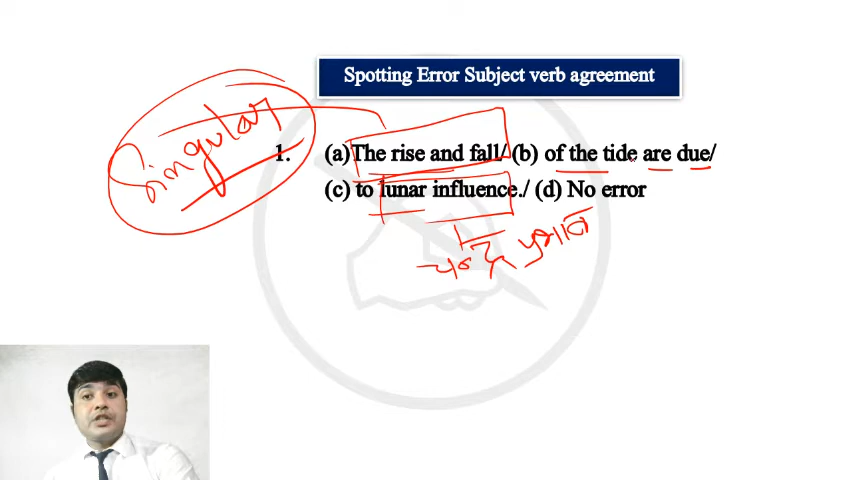 Spotting Error Subject verb agreement
Singular
1. (a)The rise and fall/ (b) of the tide are due/
(c) to lunar influence./ (d) No error
चन्द्र प्रभाव